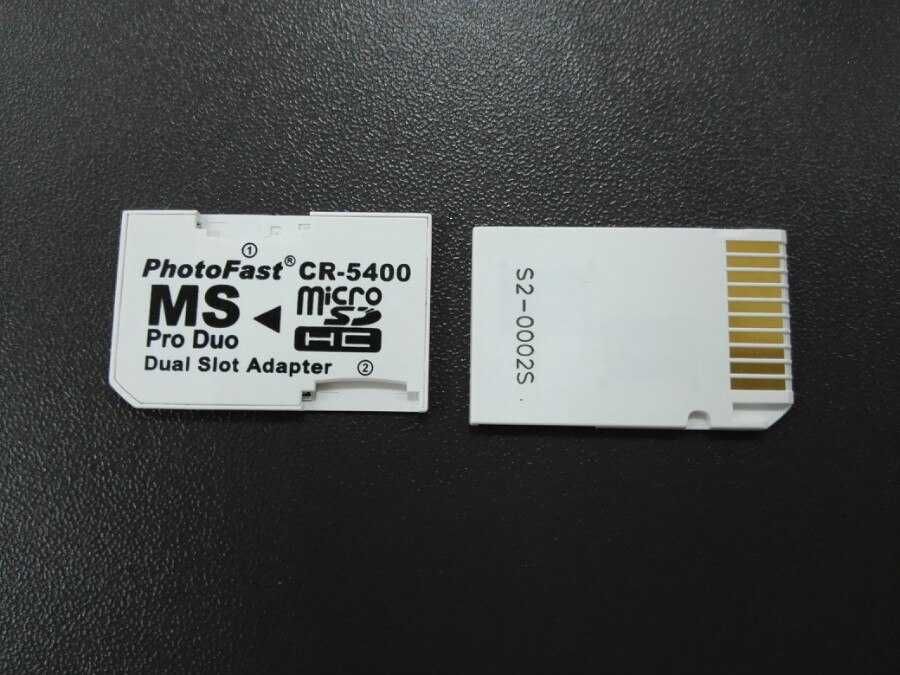 ①
PhotoFast® CR-5400
MS
Pro Duo
◀
micro
SD
HC
Dual Slot Adapter
②
S2-0002S